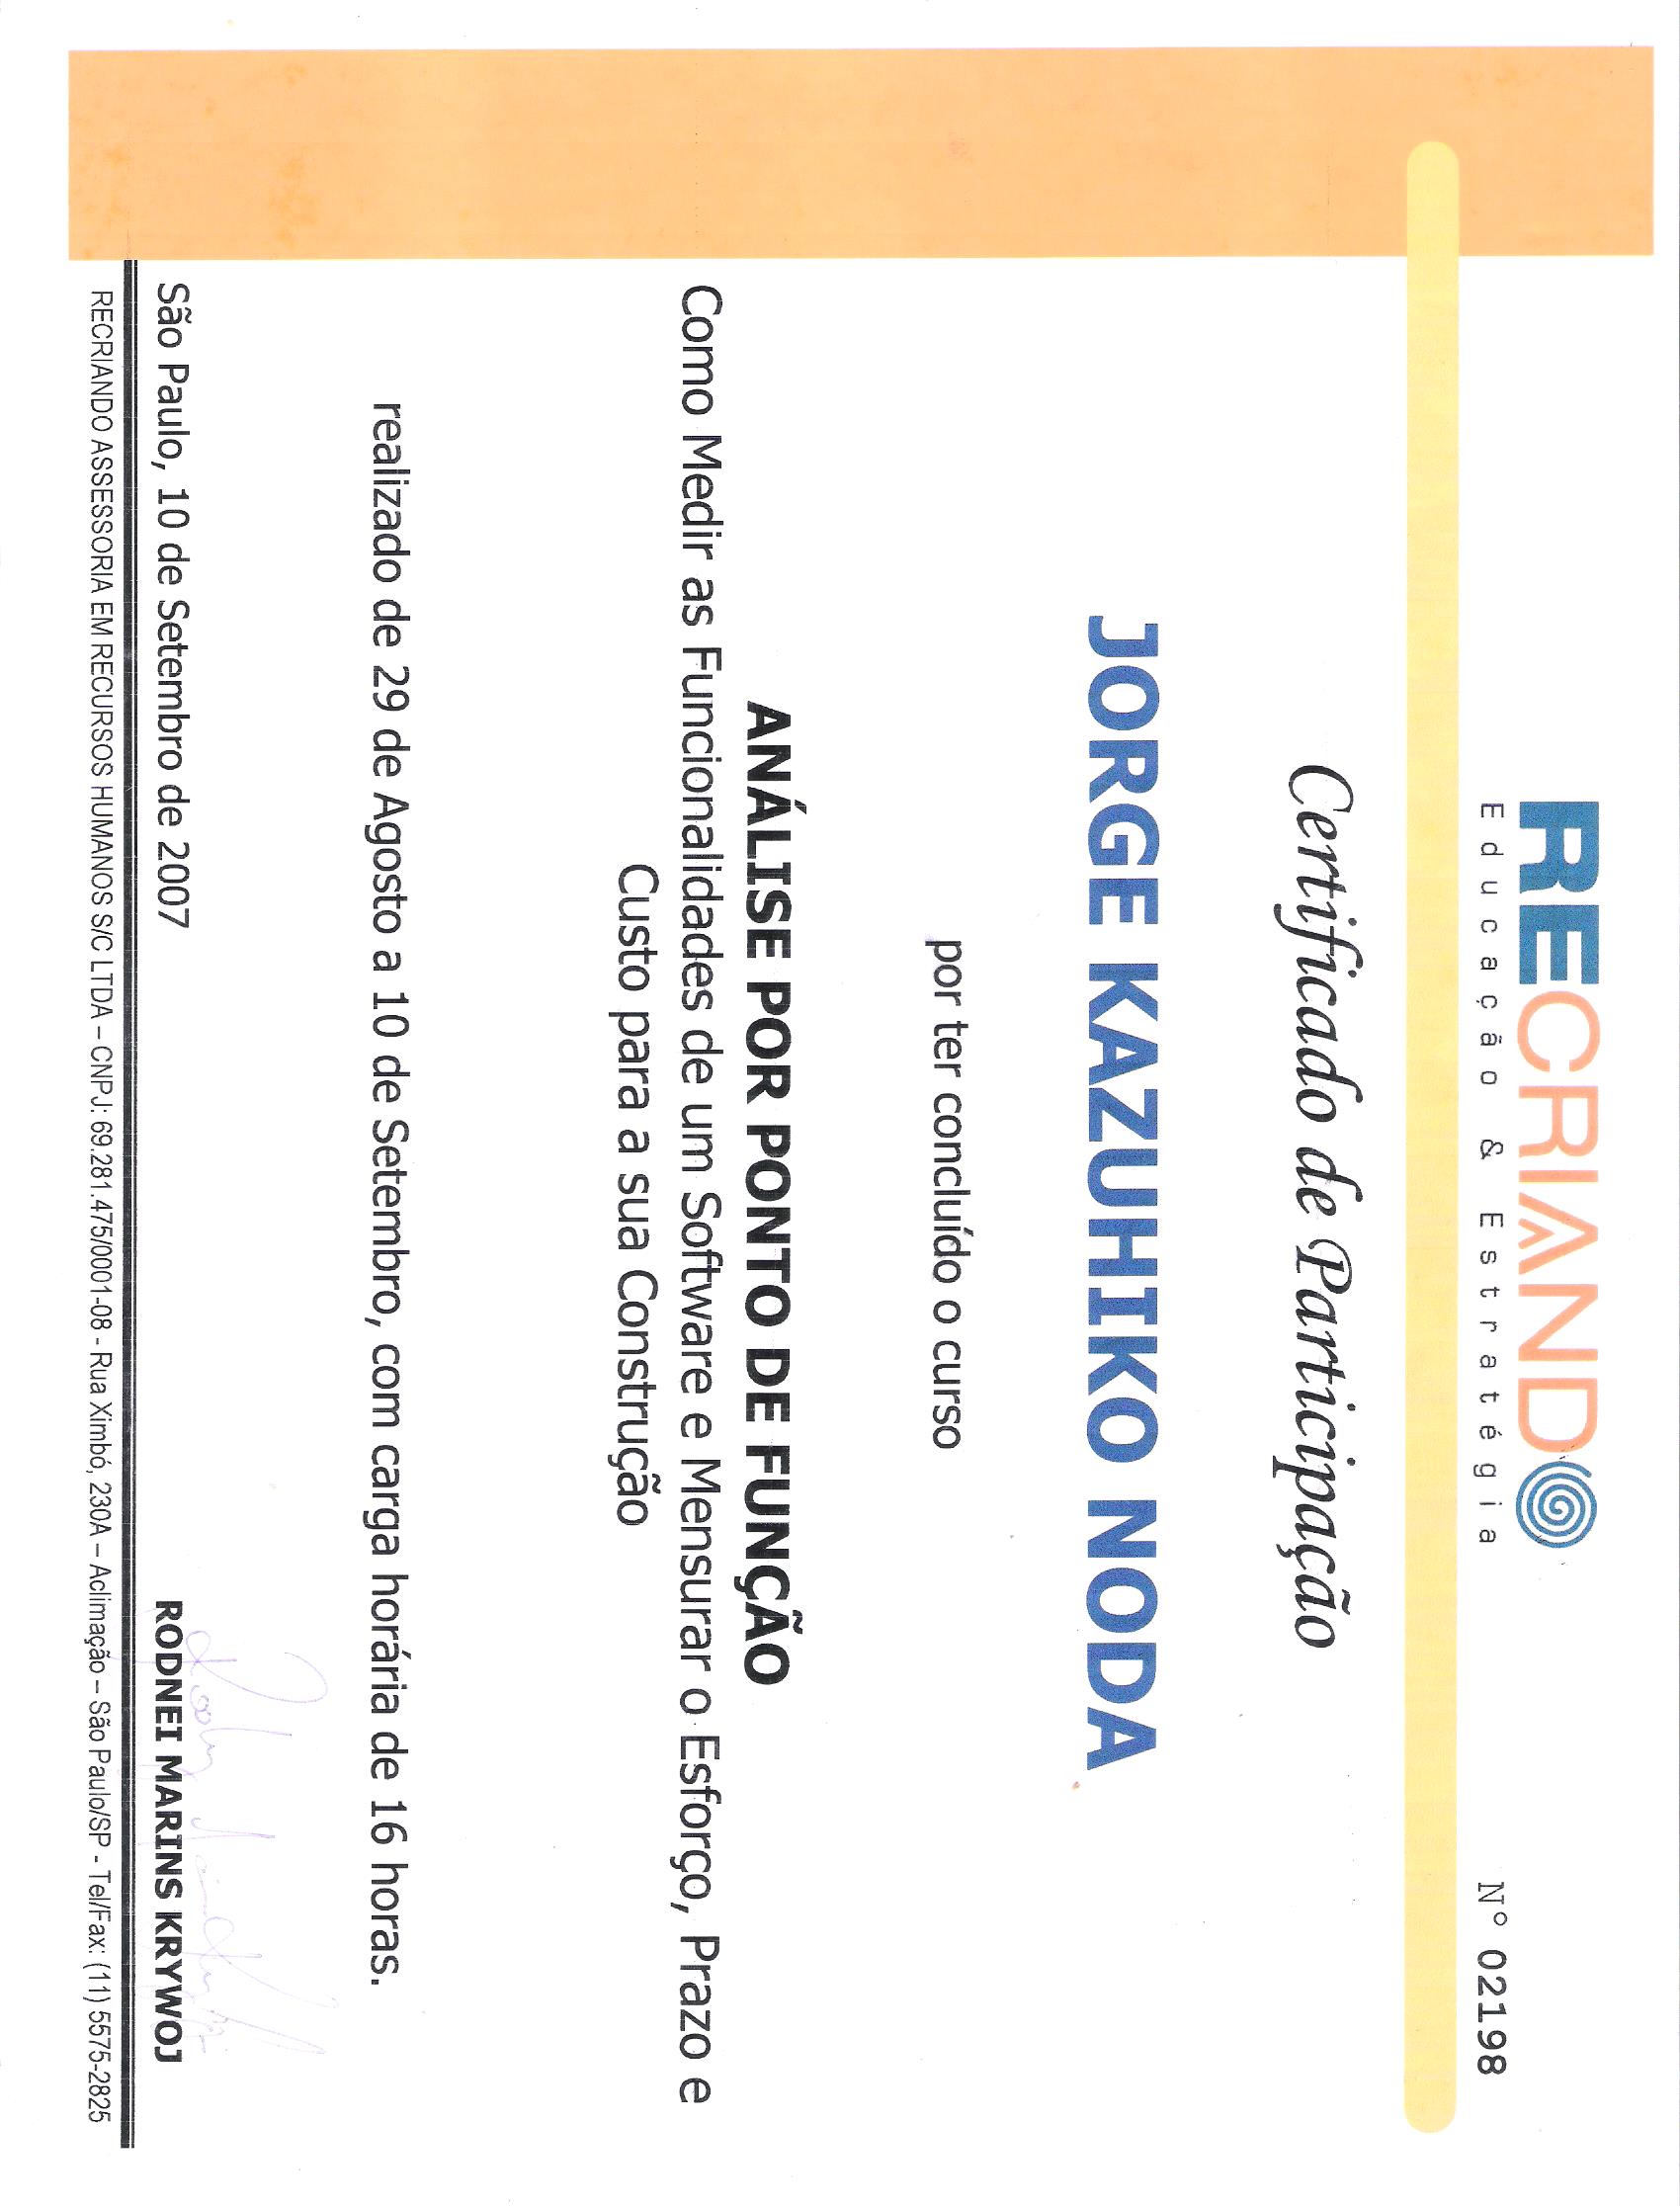 RECRIANDO
Educação & Estratégia
Nº 02198
Certificado de Participação
JORGE KAZUHIKO NODA
por ter concluído o curso
ANÁLISE POR PONTO DE FUNÇÃO
Como Medir as Funcionalidades de um Software e Mensurar o Esforço, Prazo e
Custo para a sua Construção
realizado de 29 de Agosto a 10 de Setembro, com carga horária de 16 horas.
São Paulo, 10 de Setembro de 2007
RODNEI MARINS KRYWOJ
RECRIANDO ASSESSORIA EM RECURSOS HUMANOS S/C LTDA – CNPJ: 69.281.475/0001-08 - Rua Ximbó, 230A – Aclimação – São Paulo/SP - Tel/Fax: (11) 5575-2825